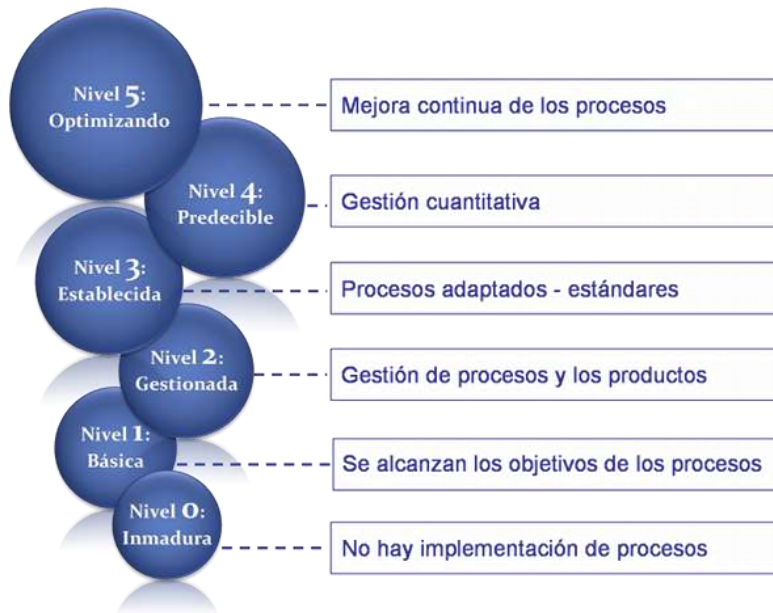 Nivel 5:
Optimizando
Mejora continua de los procesos
Nivel 4:
Predecible
Gestión cuantitativa
Nivel 3:
Establecida
Procesos adaptados - estándares
Nivel 2:
Gestionada
Gestión de procesos y los productos
Nivel 1:
Básica
Se alcanzan los objetivos de los procesos
Nivel 0:
Inmadura
No hay implementación de procesos